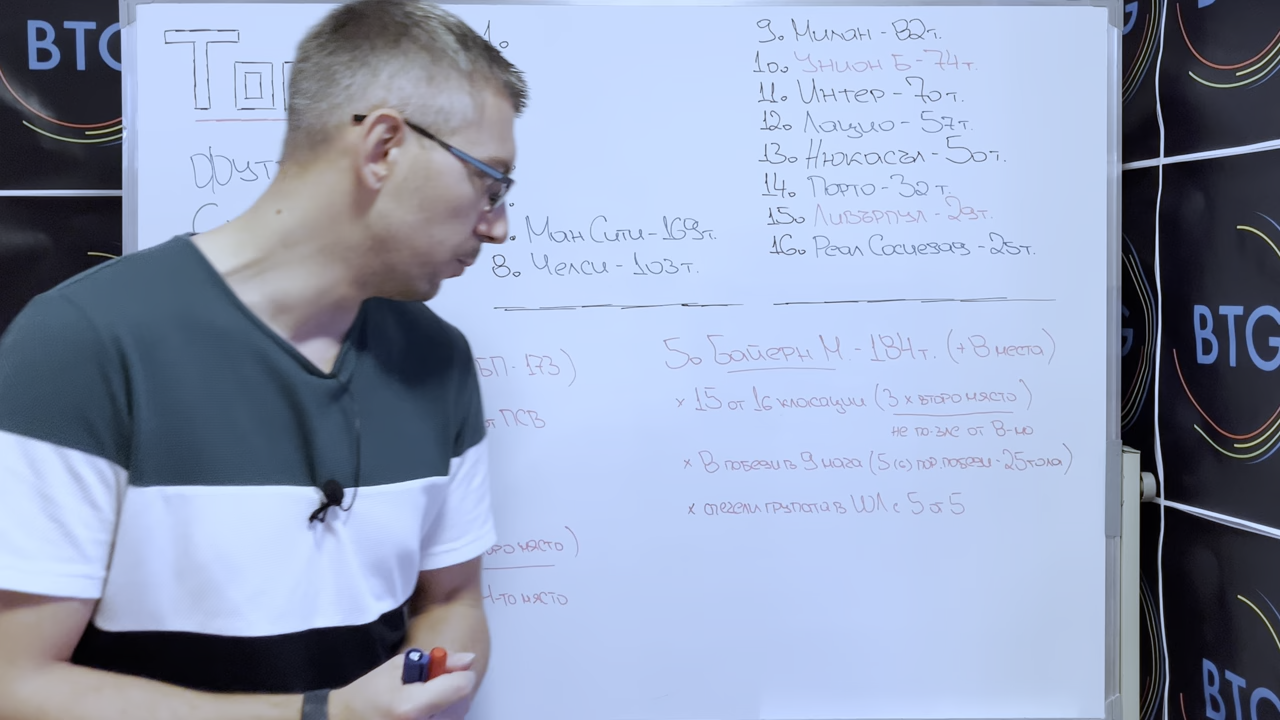 BTG
1.
8. Челси - 103т.
Ман Сити - 169т.
9. Милан - 82т.
10. Унион Б - 74т.
11. Интер - 70т.
12. Лацио - 57т.
13. Нюкасъл - 50т.
14. Порто - 32т.
15. Ливърпул - 29т.
16. Реал Сосиедад - 25т.
173)
ПСВ
място)
4-то място
5. Байерн М. - 184т. (+8 места)
x 15 от 16 класации (3 x второ място)
не по-зле от 8-мо
x 8 победи в 9 мача (5(с) пор. победи - 25 гола)
x спечели групата в ШЛ с 5 от 5
BTG
BTG